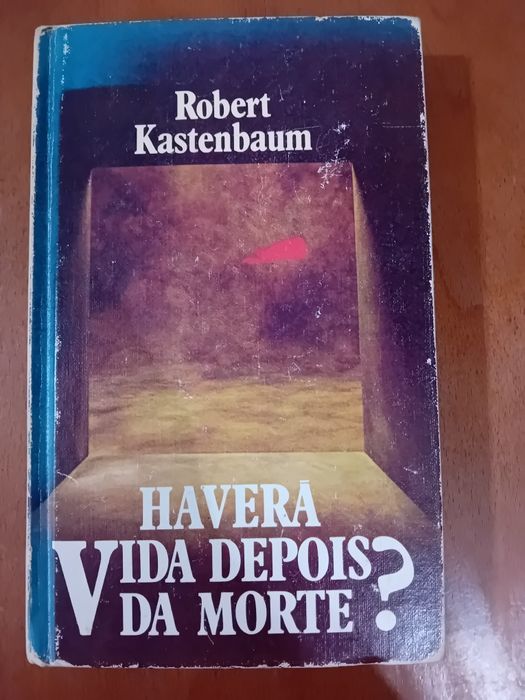 Robert
Kastenbaum
HAVERÁ
VIDA DEPOIS
DA MORTE?